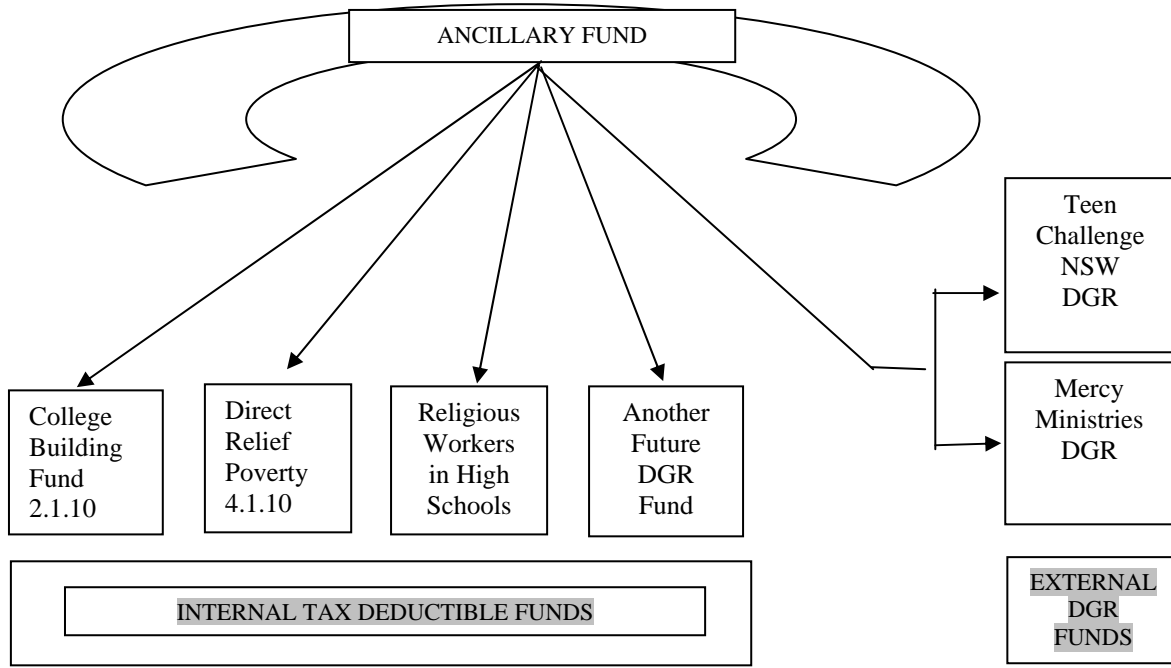 ANCILLARY FUND
Teen
Challenge
NSW
DGR
Mercy
Ministries
DGR
College
Building
Fund
2.1.10
Direct
Relief
Poverty
4.1.10
Religious
Workers
in High
Schools
Another
Future
DGR
Fund
INTERNAL TAX DEDUCTIBLE FUNDS
EXTERNAL
DGR
FUNDS